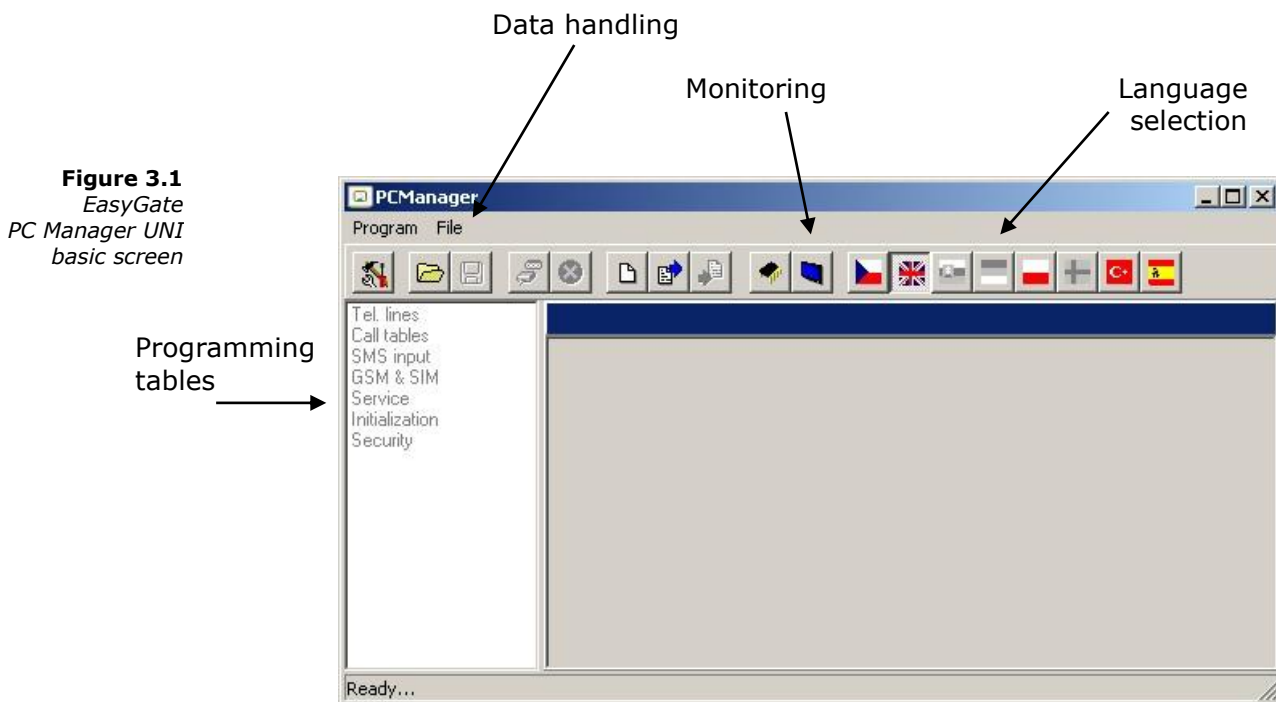 Data handling
Monitoring
Language
selection
Figure 3.1
EasyGate
PC Manager UNI
basic screen
PCManager
Program File
C*
Programming
tables
Tel. lines
Call tables
SMS input
GSM & SIM
Service
Initialization
Security
Ready...